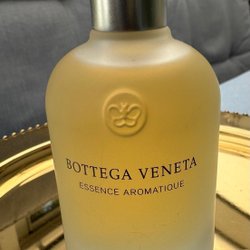 BOTTEGA VENETA
ESSENCE AROMATIQUE